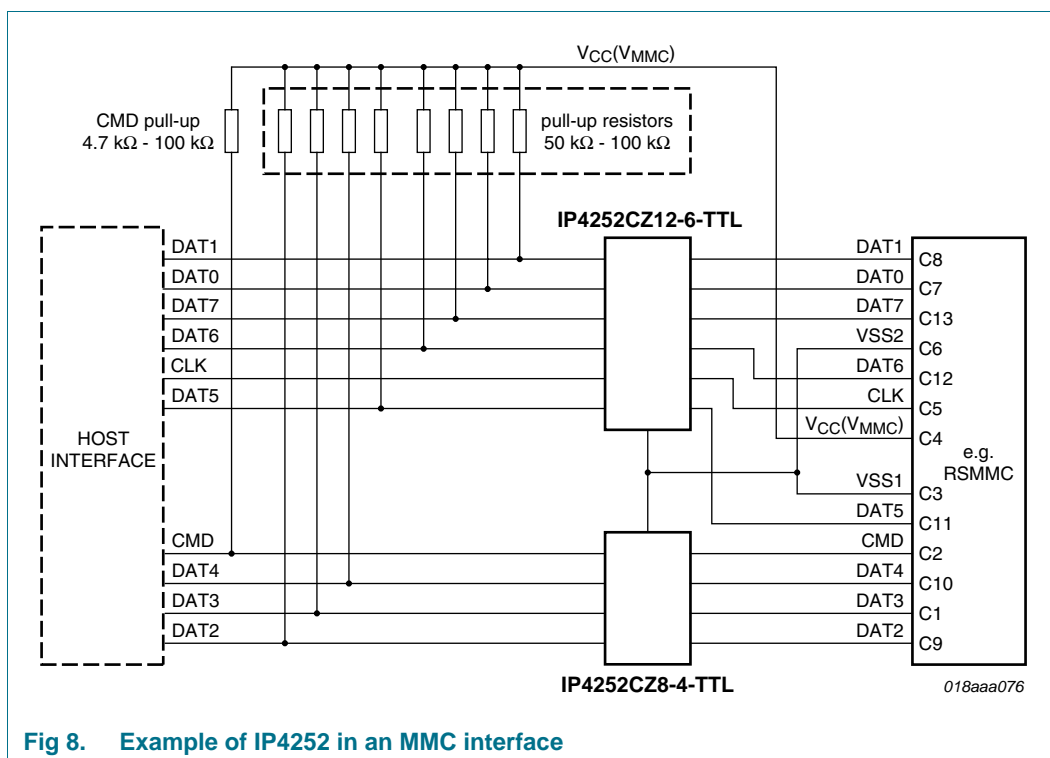 VCC(VMMC)
CMD pull-up
4.7 kΩ - 100 kΩ
pull-up resistors
50 kΩ - 100 kΩ
IP4252CZ12-6-TTL
HOST
INTERFACE
DAT1
DAT0
DAT7
DAT6
CLK
DAT5
CMD
DAT4
DAT3
DAT2
DAT1 C8
DAT0 C7
DAT7 C13
VSS2 C6
DAT6 C12
CLK C5
VCC(VMMC) C4
e.g.
RSMMC
VSS1 C3
DAT5 C11
CMD C2
DAT4 C10
DAT3 C1
DAT2 C9
IP4252CZ8-4-TTL
018aaa076
Fig 8. Example of IP4252 in an MMC interface